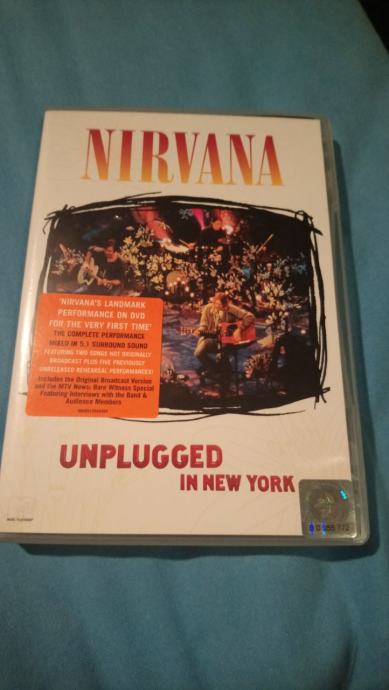 NIRVANA
'NIRVANA'S LANDMARK
PERFORMANCE ON DVD
FOR THE VERY FIRST TIME'
THE COMPLETE PERFORMANCE
MIXED IN 5.1 SURROUND SOUND
FEATURING TWO SONGS NOT ORIGINALLY
BROADCAST PLUS FIVE PREVIOUSLY
UNRELEASED REHEARSAL PERFORMANCES!
Includes the Original Broadcast Version
and the MTV News: Bare Witness Special
Featuring Interviews with the Band &
Audience Members
UNPLUGGED
IN NEW YORK